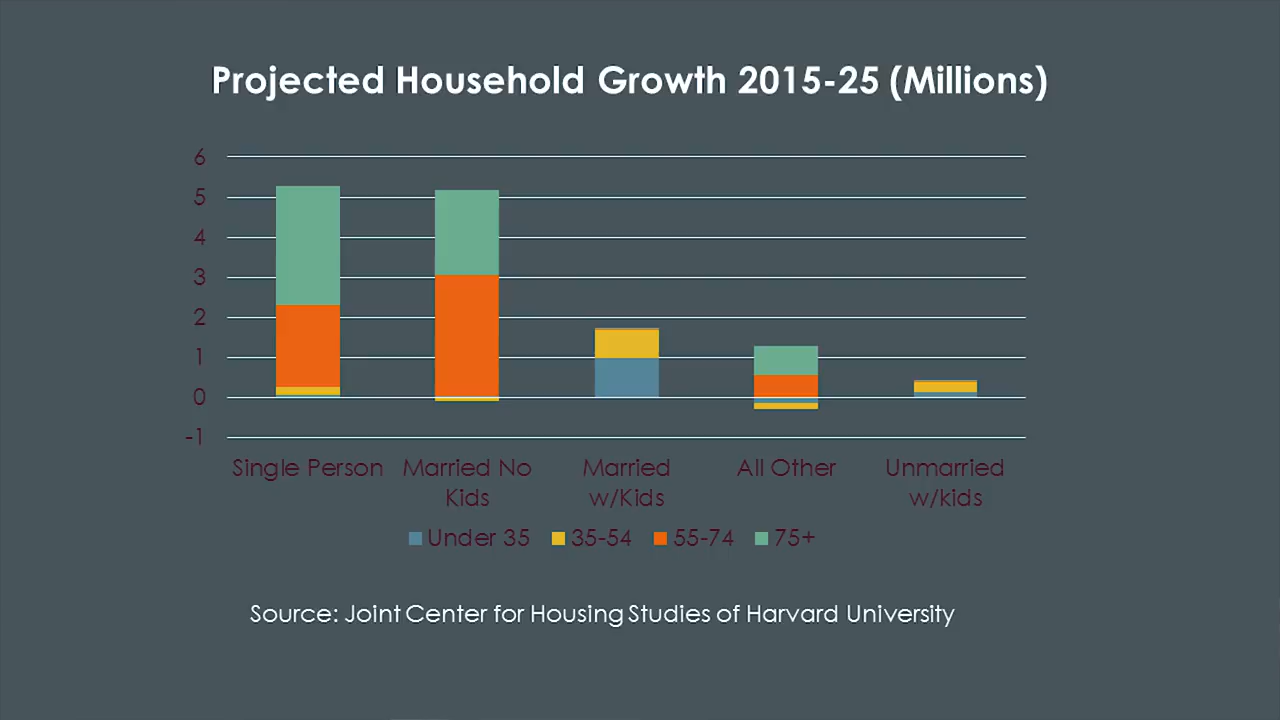 Projected Household Growth 2015-25 (Millions)
6
5
4
3
2
1
0
-1
Single Person
Married No
Kids
Married
w/Kids
All Other
Unmarried
w/kids
Under 35
35-54
55-74
75+
Source: Joint Center for Housing Studies of Harvard University